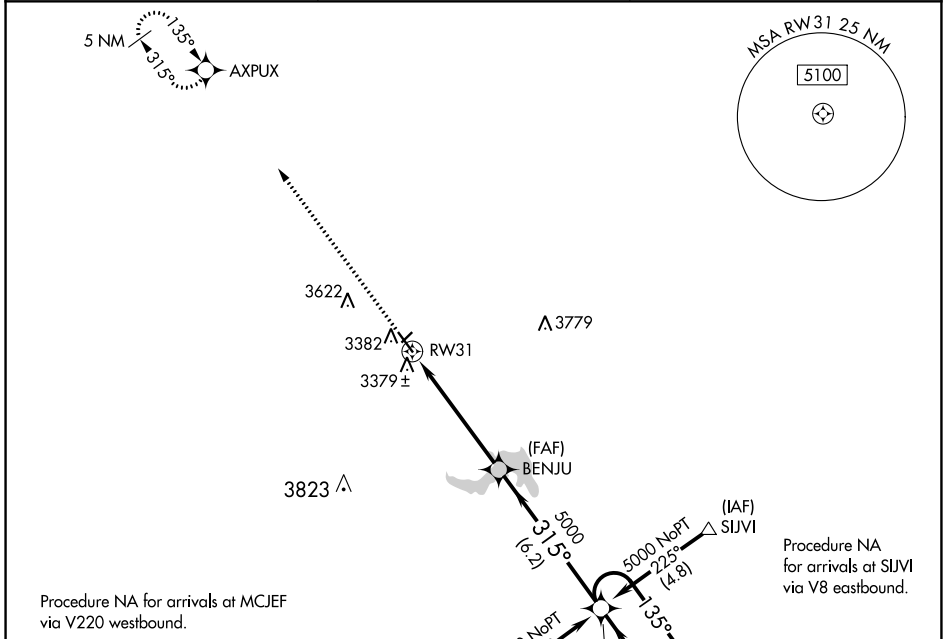 5 NM
135°
315°
AXPUX
MSA RW31 25 NM
5100
3622
3779
3382
RW31
3379±
(FAF)
BENJU
3823
5000
315°
(6.2)
(IAF)
SIJVI
5000 NoPT
225°
(4.8)
Procedure NA
for arrivals at SIJVI
via V8 eastbound.
135°
Procedure NA for arrivals at MCJEF
via V220 westbound.
NoPT